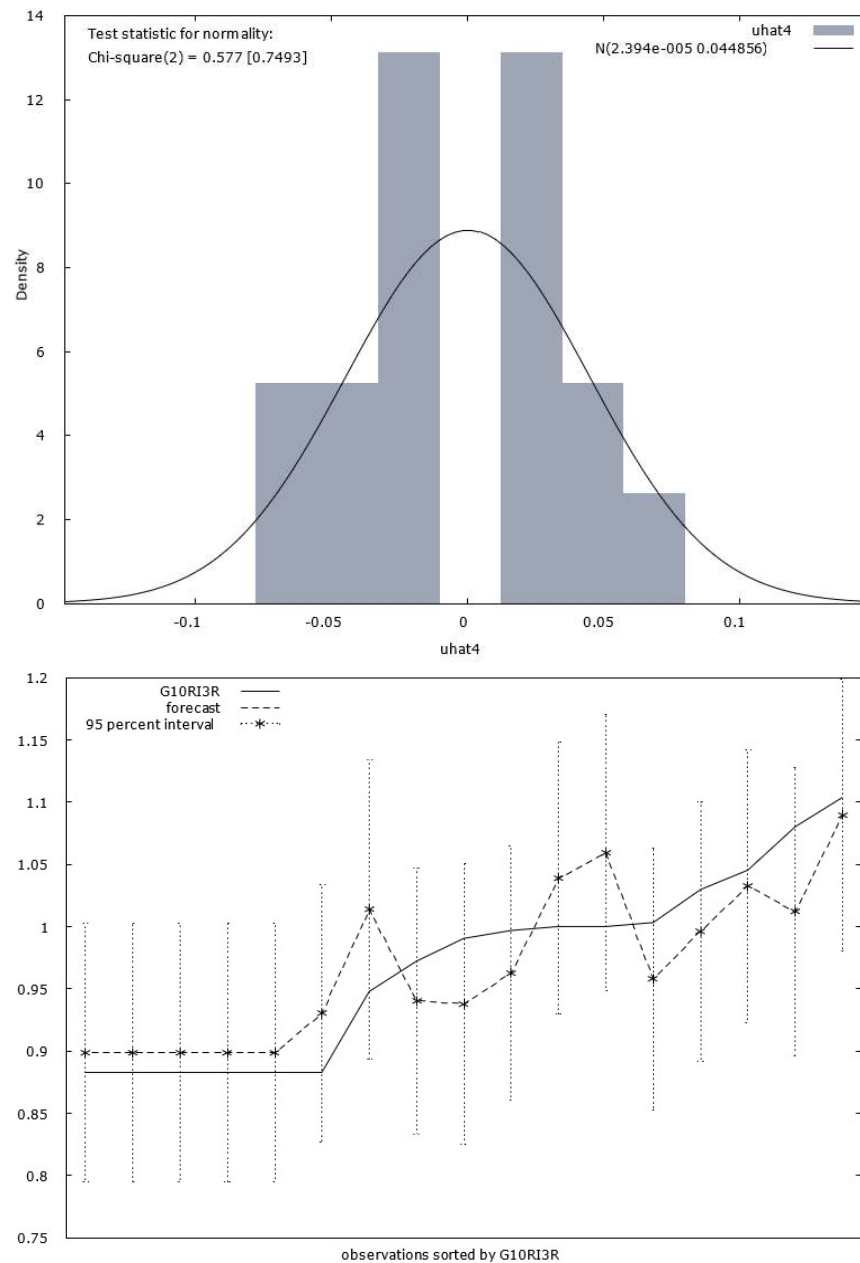 14
Test statistic for normality:
Chi-square(2) = 0.577 [0.7493]
uhat4
N(2.394e-005 0.044856)
12
10
8
Density
6
4
2
0
-0.1
-0.05
0
0.05
0.1
uhat4
1.2
G10RI3R
forecast
95 percent interval
1.15
1.1
1.05
1
0.95
0.9
0.85
0.8
0.75
observations sorted by G10RI3R